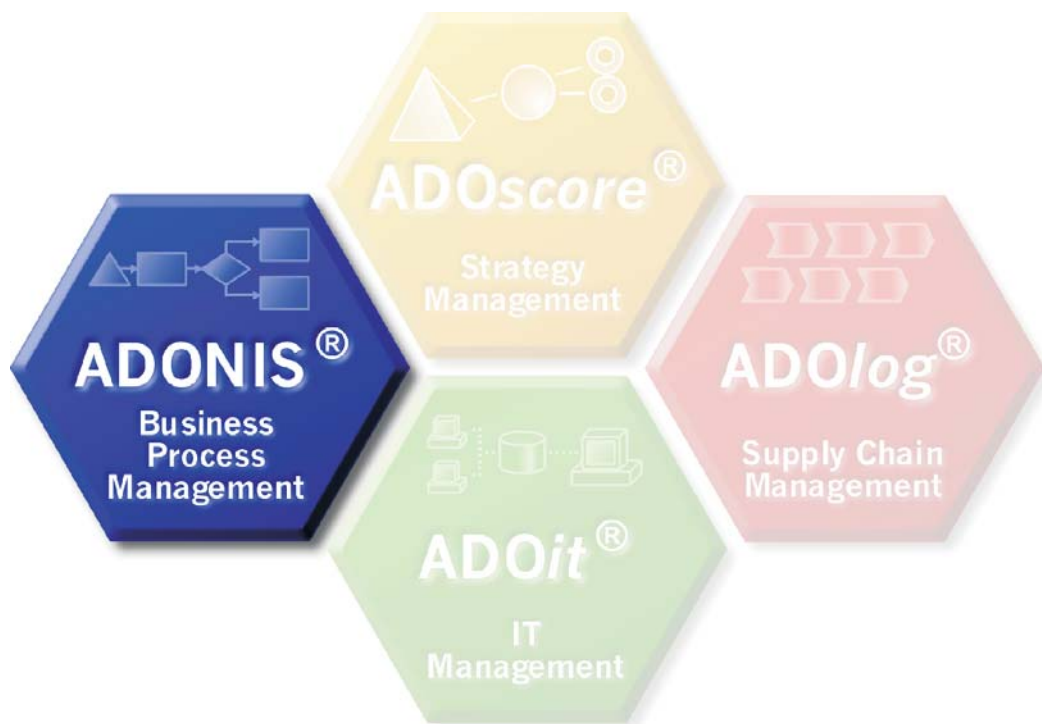 ADOscore®
Strategy
Management
ADONIS®
Business
Process
Management
ADOlog®
Supply Chain
Management
ADOit®
IT
Management